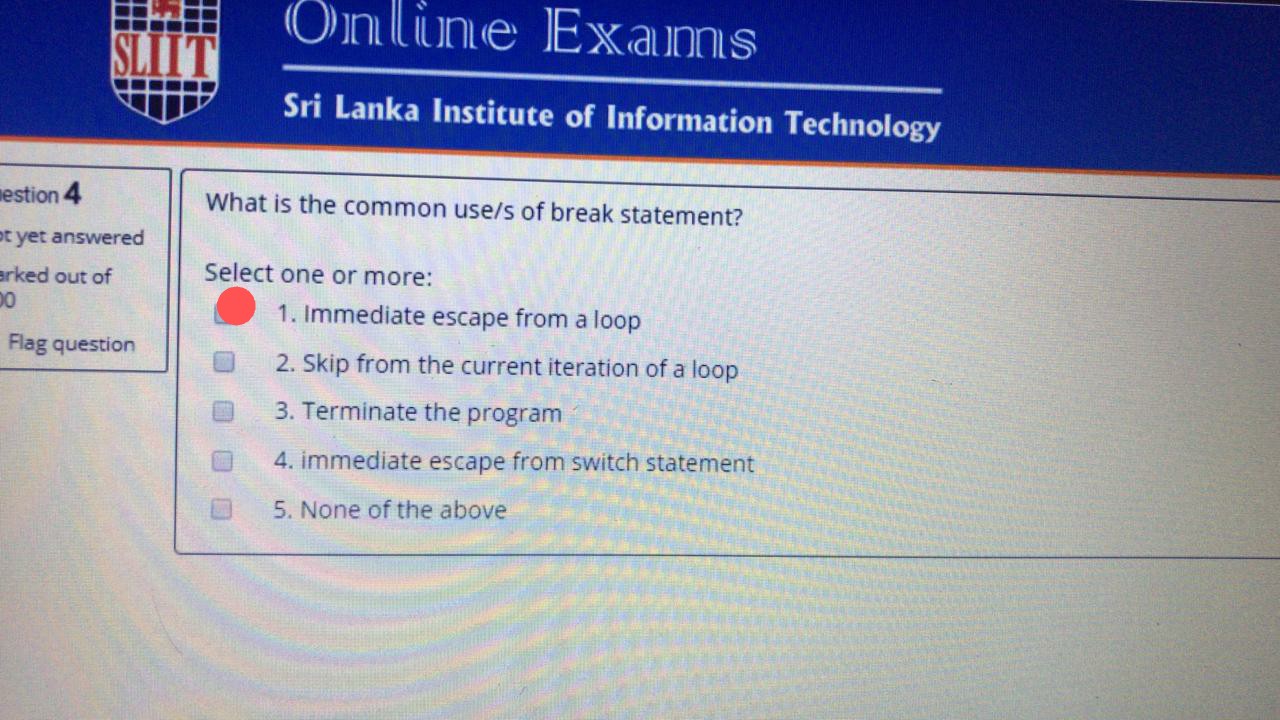 Online Exams
SLIIT
Sri Lanka Institute of Information Technology
estion 4
ot yet answered
arked out of
00
Flag question
What is the common use/s of break statement?
Select one or more:
1. Immediate escape from a loop
2. Skip from the current iteration of a loop
3. Terminate the program
4. immediate escape from switch statement
5. None of the above